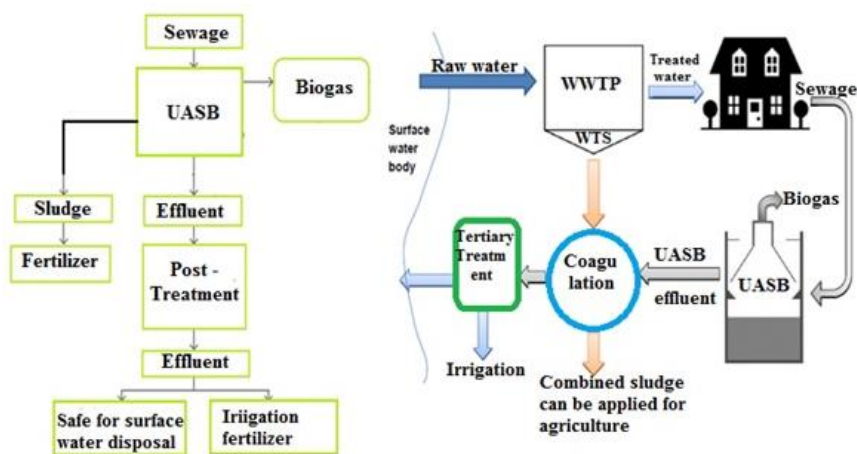 Sewage
UASB
Biogas
Sludge
Effluent
Fertilizer
Post -
Treatment
Effluent
Safe for surface
water disposal
Iriigation
fertilizer
Raw water
WWTP
WTS
Treated
water
Sewage
Surface
water
body
Biogas
UASB
UASB
effluent
Coagu
lation
Tertiary
Treatm
ent
Irrigation
Combined sludge
can be applied for
agriculture